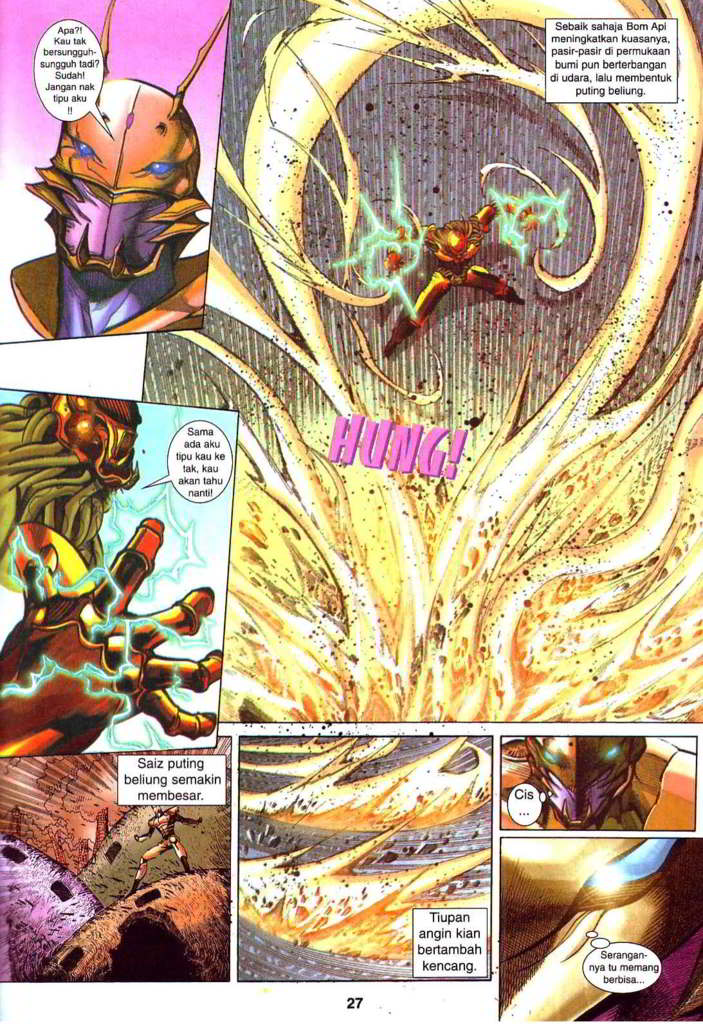 Apa?!
Kau tak
bersungguh-
sungguh tadi?
Sudah!
Jangan nak
tipu aku
!!
Sebaik sahaja Bom Api
meningkatkan kuasanya,
pasir-pasir di permukaan
bumi pun berterbangan
di udara, lalu membentuk
puting beliung.
HUNG!
Sama
ada aku
tipu kau ke
tak, kau
akan tahu
nanti!
Saiz puting
beliung semakin
membesar.
Tiupan
angin kian
bertambah
kencang.
Cis
...
Serangan-
nya tu memang
berbisa...
27